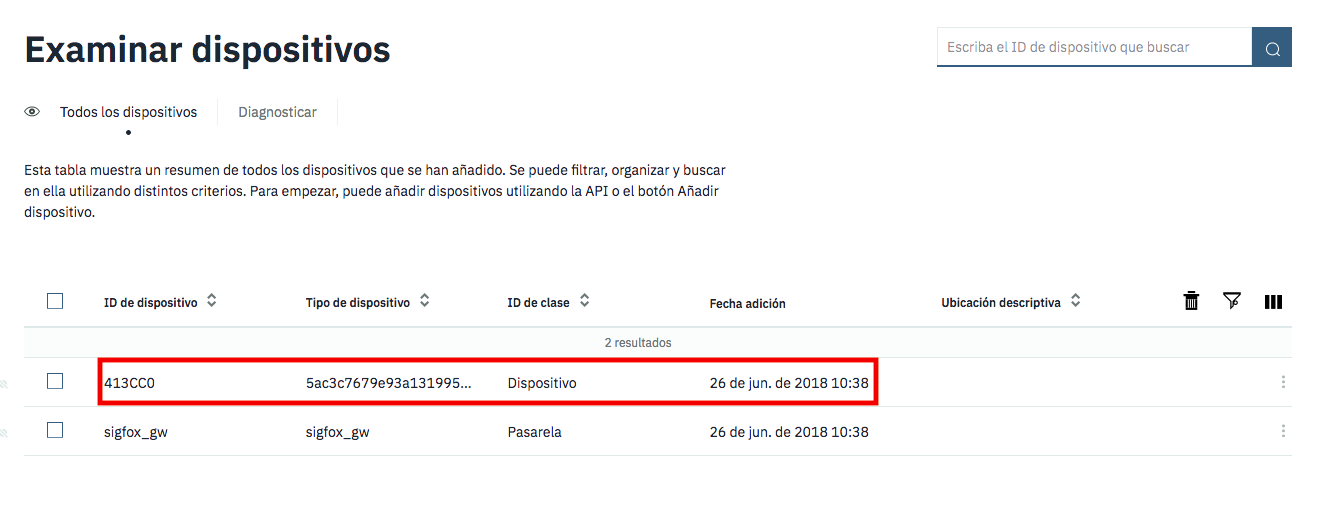 Examinar dispositivos
Escriba el ID de dispositivo que buscar
Todos los dispositivos
Diagnosticar
Esta tabla muestra un resumen de todos los dispositivos que se han añadido. Se puede filtrar, organizar y buscar
en ella utilizando distintos criterios. Para empezar, puede añadir dispositivos utilizando la API o el botón Añadir
dispositivo.
ID de dispositivo Tipo de dispositivo ID de clase Fecha adición Ubicación descriptiva
2 resultados
413CC0 5ac3c7679e93a131995... Dispositivo 26 de jun. de 2018 10:38
sigfox_gw sigfox_gw Pasarela 26 de jun. de 2018 10:38